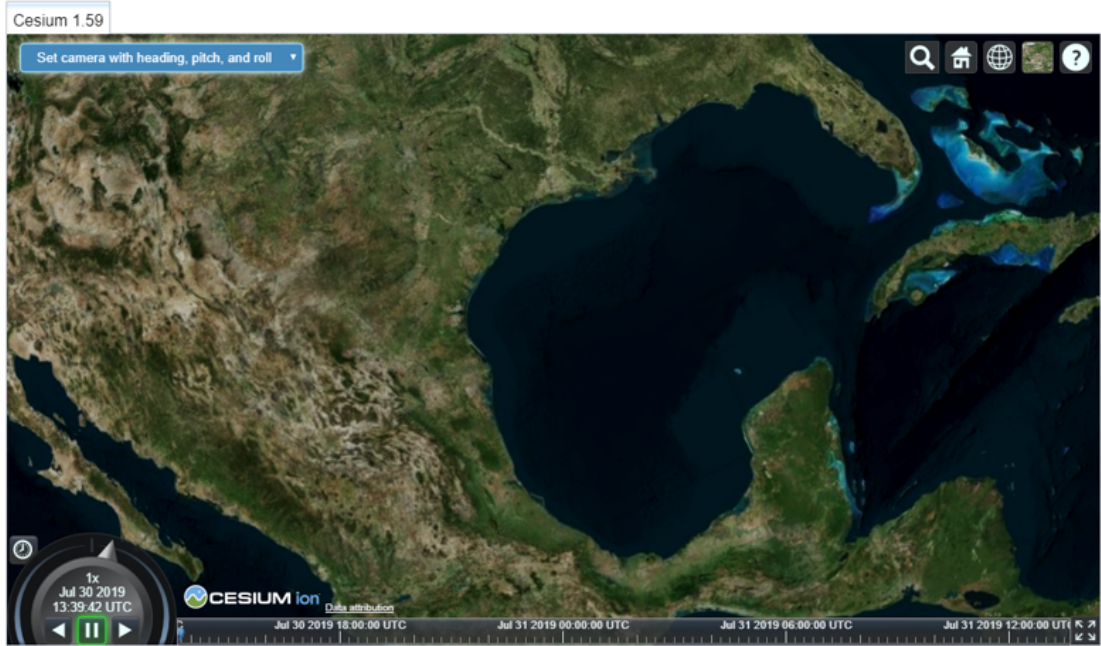 Cesium 1.59
Set camera with heading, pitch, and roll
?
1x
Jul 30 2019
13:39:42 UTC
CESIUM ion
Data attribution
Jul 30 2019 18:00:00 UTC
Jul 31 2019 00:00:00 UTC
Jul 31 2019 06:00:00 UTC
Jul 31 2019 12:00:00 UT